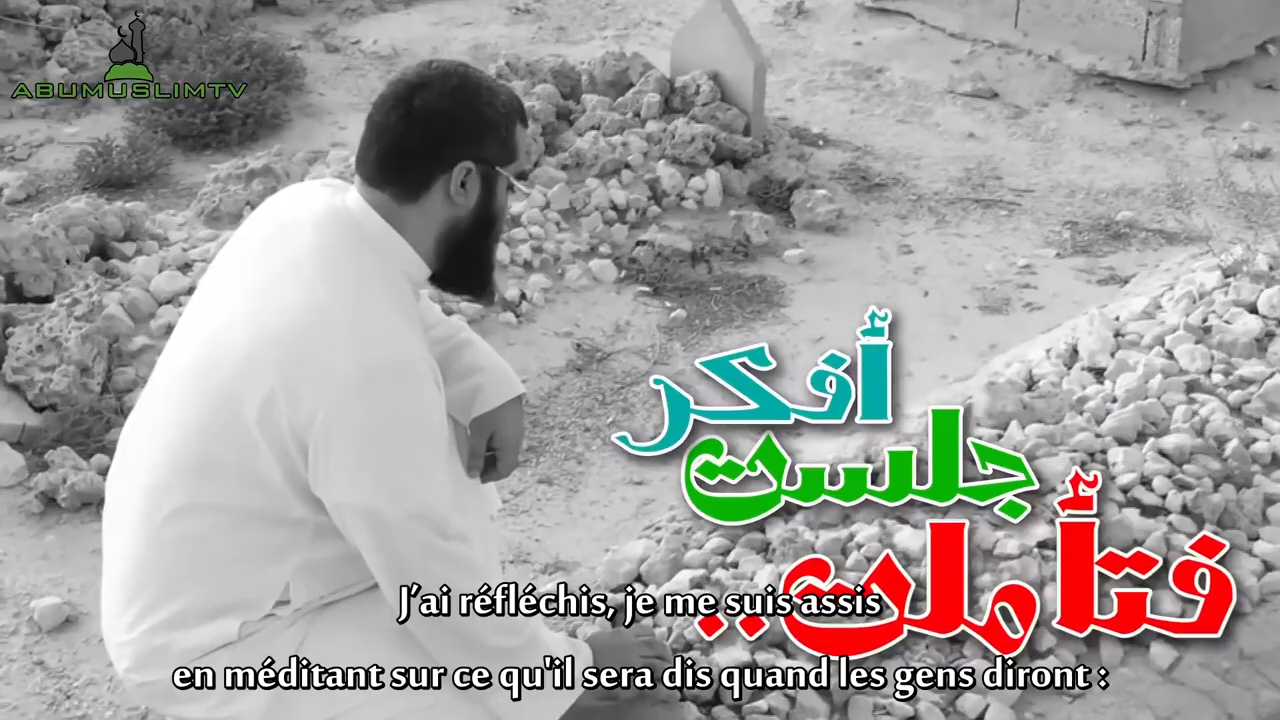 ABUMUSLIMTV
أفكر
جلست
فتأملت..
J’ai réfléchis, je me suis assis
en méditant sur ce qu'il sera dis quand les gens diront :